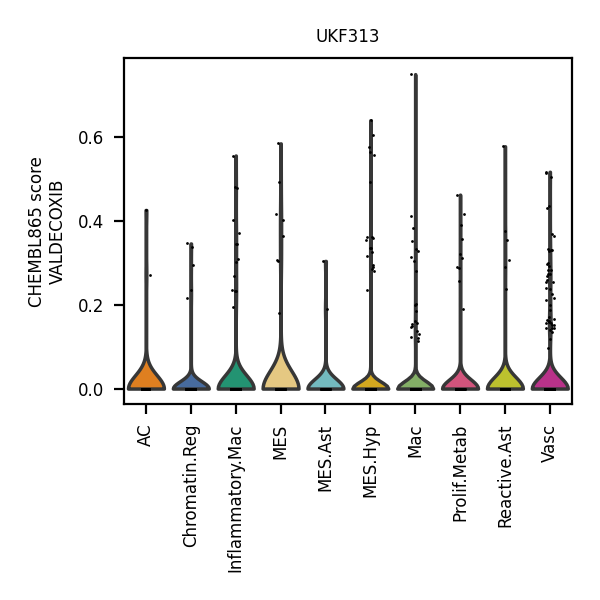 UKF313
CHEMBL865 score
VALDECOXIB
0.6
0.4
0.2
0.0
AC
Chromatin.Reg
Inflammatory.Mac
MES
MES.Ast
MES.Hyp
Mac
Prolif.Metab
Reactive.Ast
Vasc